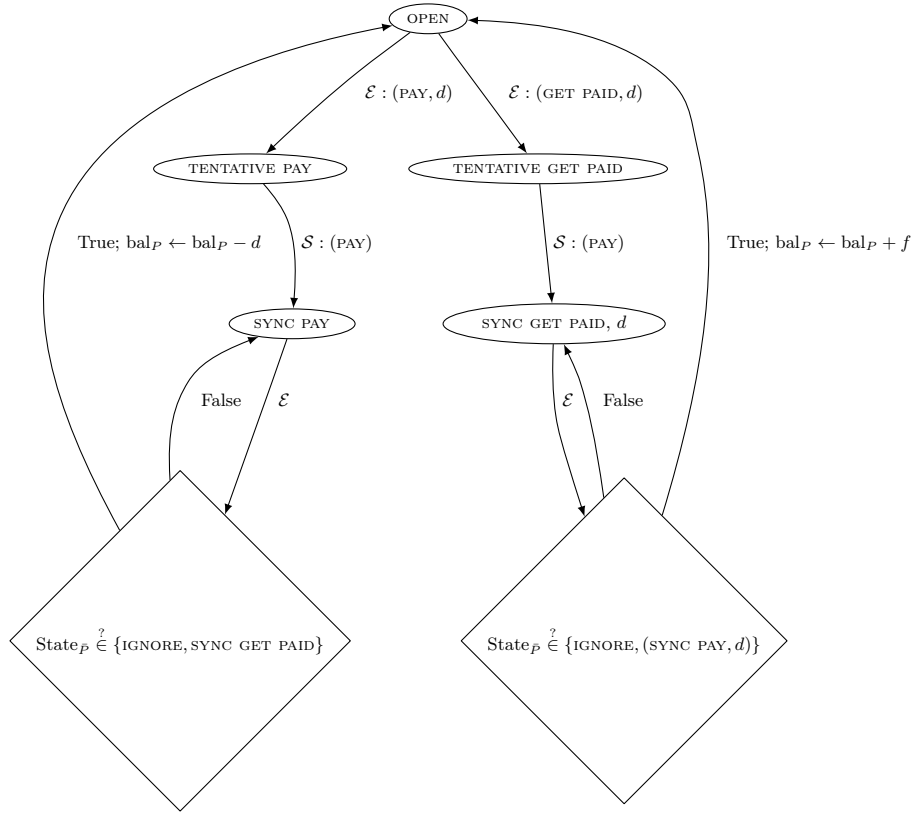 OPEN
ℰ : (PAY, d)
ℰ : (GET PAID, d)
TENTATIVE PAY
TENTATIVE GET PAID
True; bal_P ← bal_P − d
𝒮 : (PAY)
𝒮 : (PAY)
True; bal_P ← bal_P + f
SYNC PAY
SYNC GET PAID, d
False
ℰ
ℰ
False
State_P̄ ∈? {IGNORE, SYNC GET PAID}
State_P̄ ∈? {IGNORE, (SYNC PAY, d)}